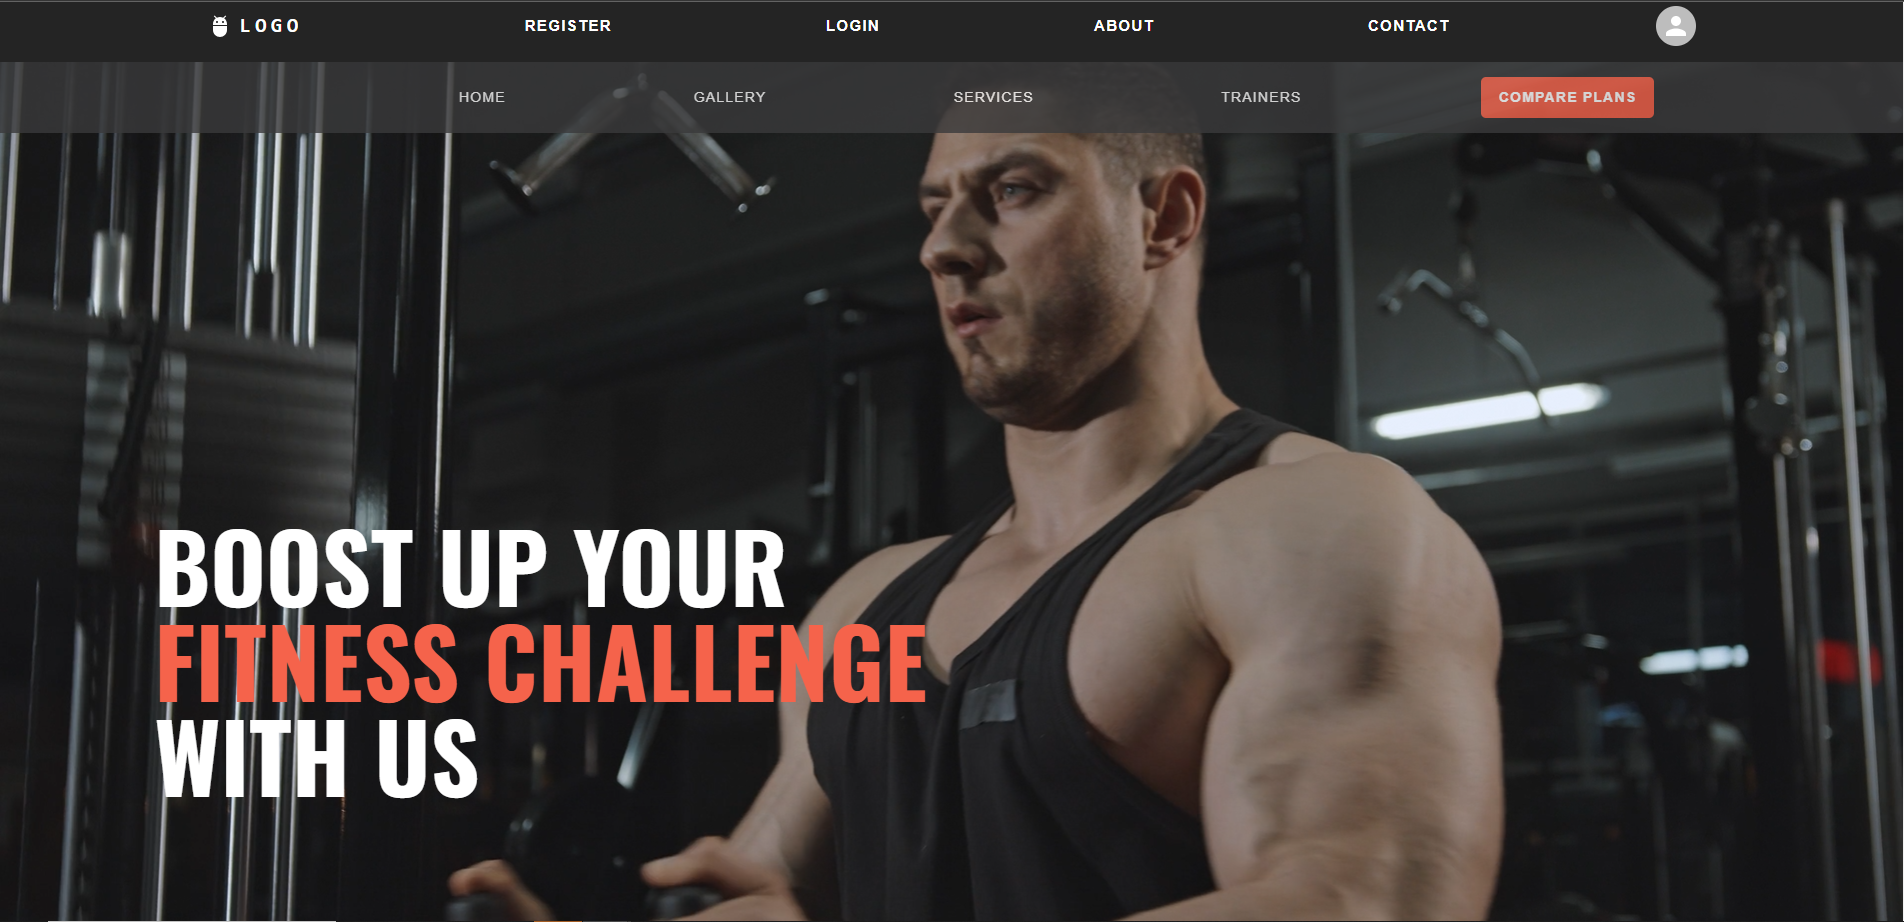 LOGO REGISTER LOGIN ABOUT CONTACT
HOME GALLERY SERVICES TRAINERS COMPARE PLANS
BOOST UP YOUR
FITNESS CHALLENGE
WITH US